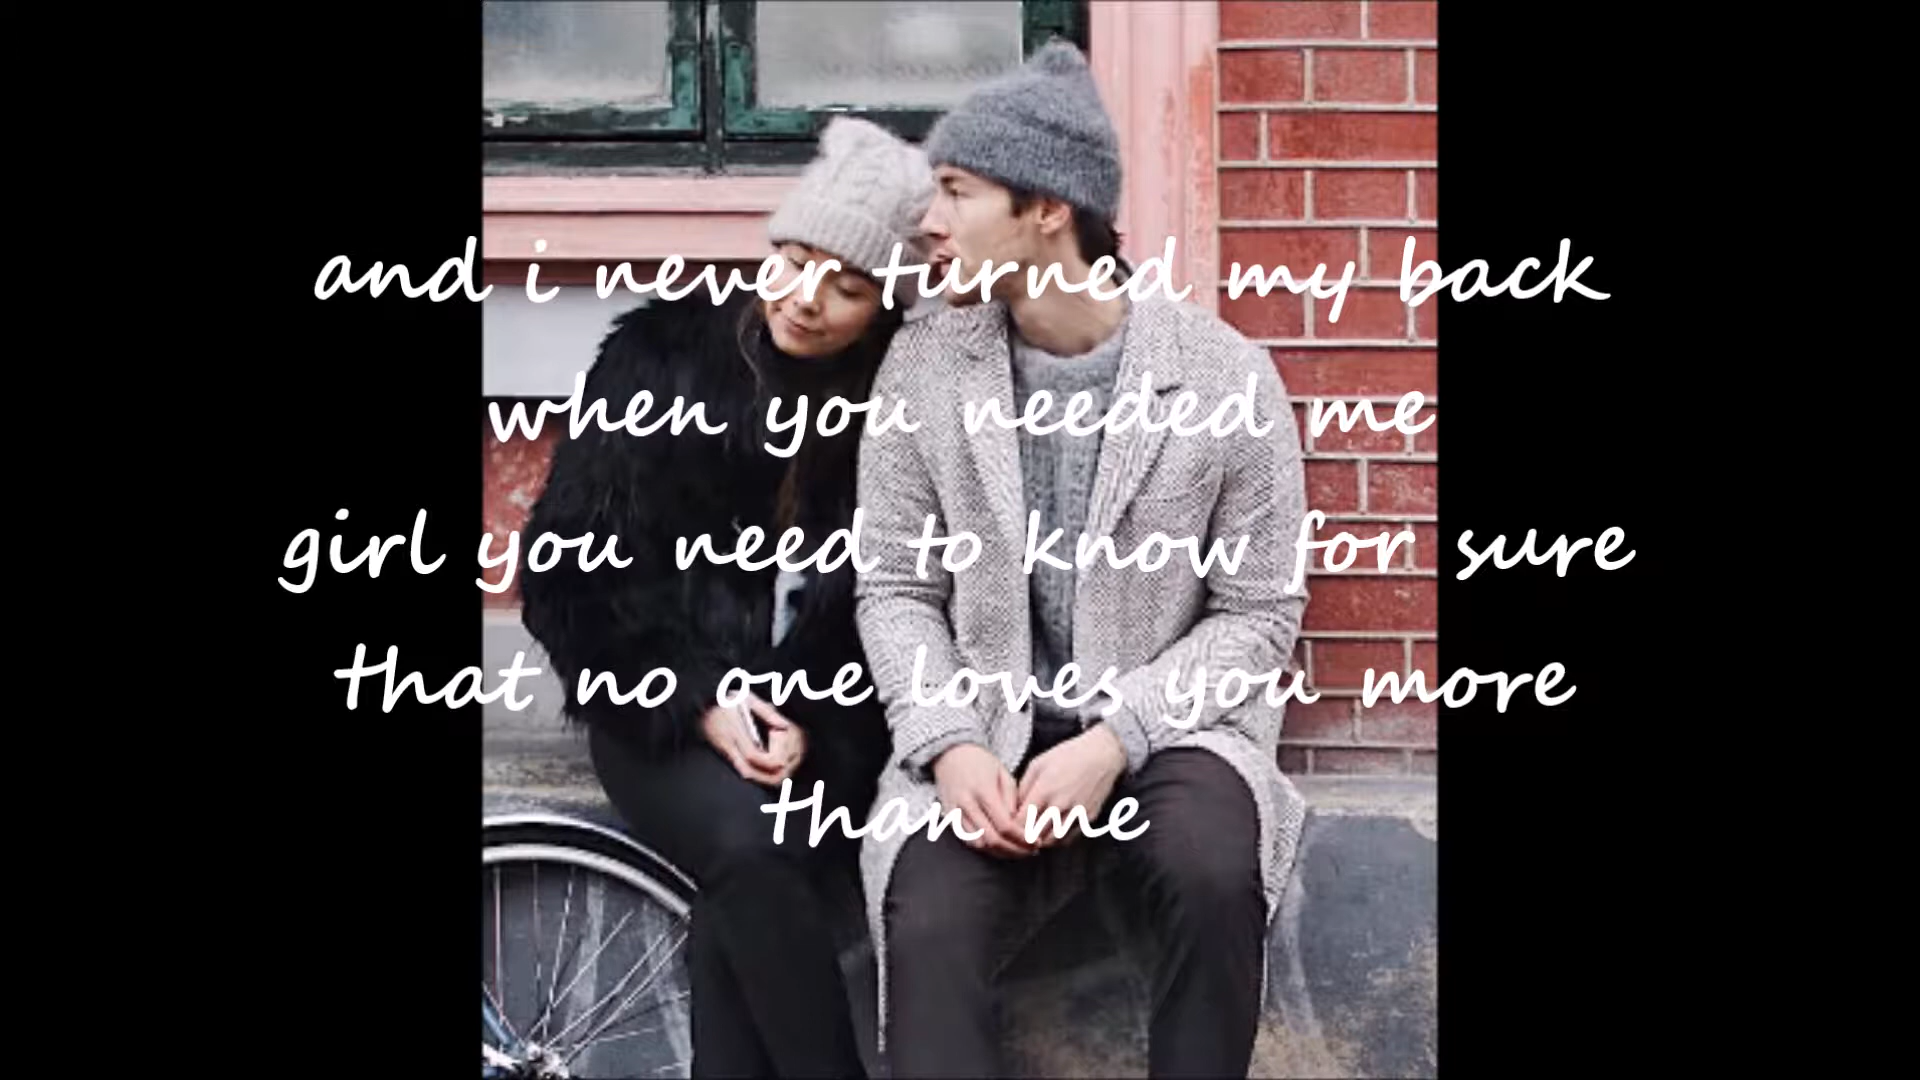 and i never turned my back
when you needed me
girl you need to know for sure
that no one loves you more
than me